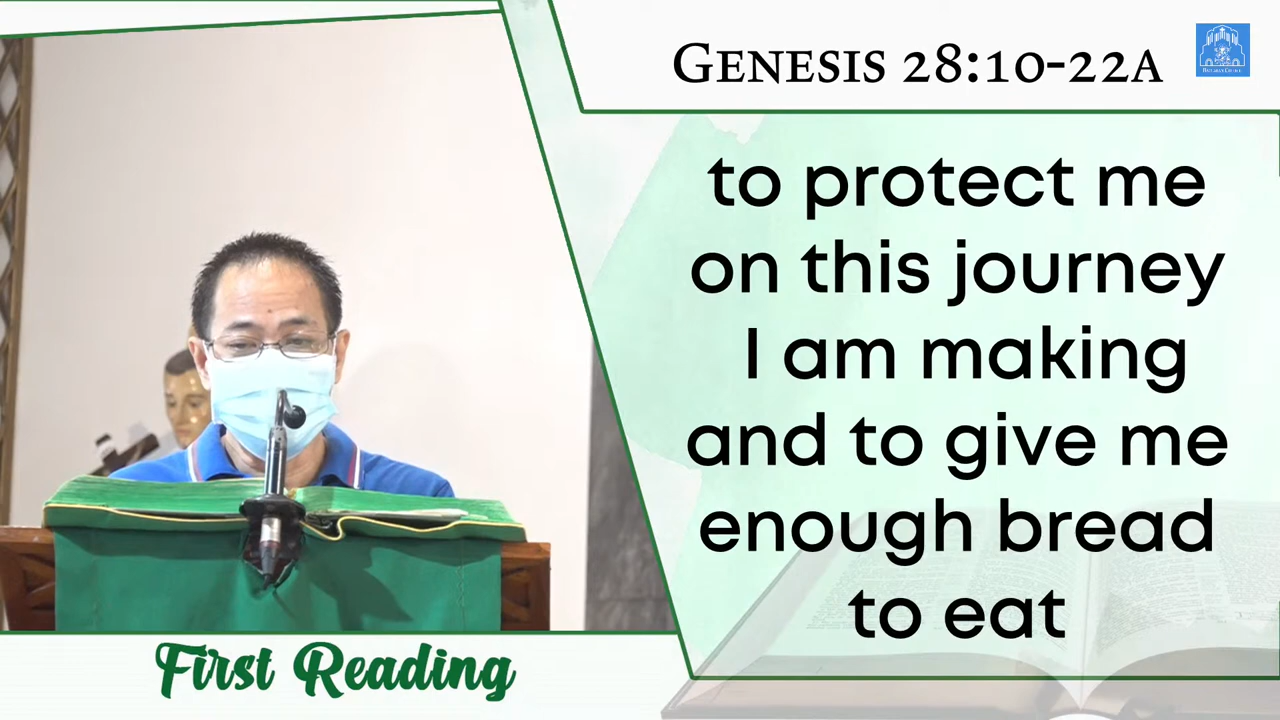 GENESIS 28:10-22A
to protect me
on this journey
I am making
and to give me
enough bread
to eat
First Reading